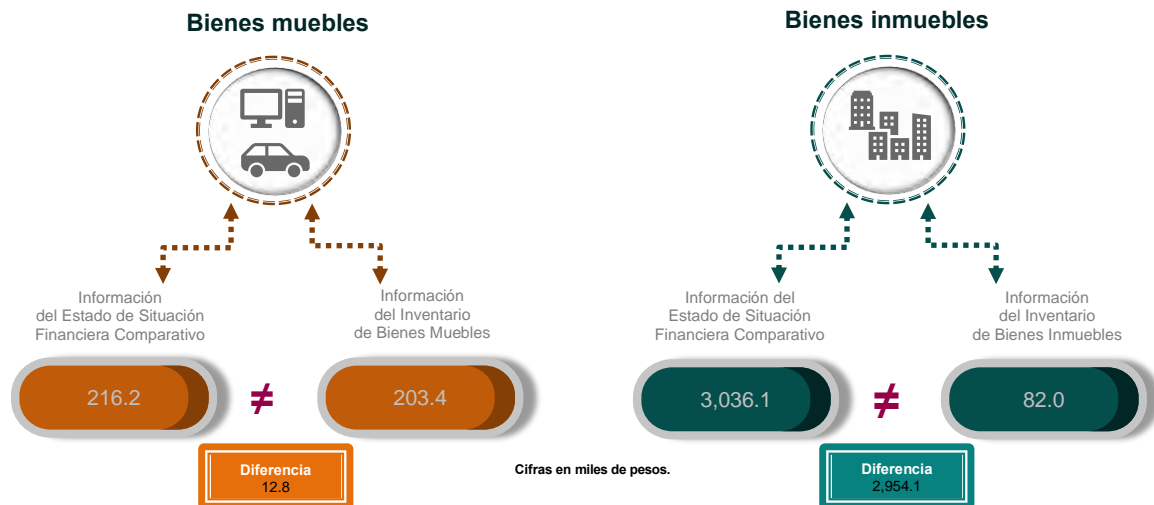 Bienes muebles
Información
del Estado de Situación
Financiera Comparativo
Información
del Inventario
de Bienes Muebles
216.2
≠
203.4
Diferencia
12.8
Cifras en miles de pesos.
Bienes inmuebles
Información del
Estado de Situación
Financiera Comparativo
Información
del Inventario
de Bienes Inmuebles
3,036.1
≠
82.0
Diferencia
2,954.1